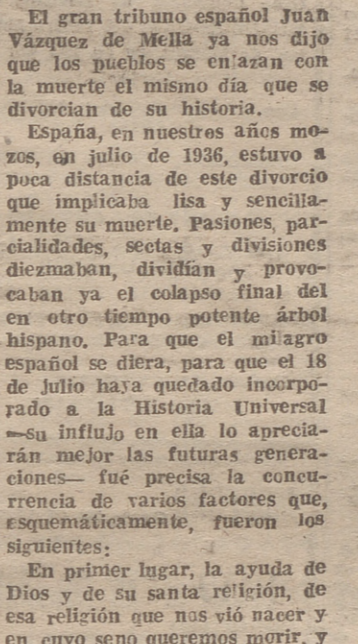 El gran tribuno español Juan
Vázquez de Mella ya nos dijo
que los pueblos se enlazan con
la muerte el mismo día que se
divorcian de su historia.
España, en nuestros años mo-
zos, en julio de 1936, estuvo a
poca distancia de este divorcio
que implicaba lisa y sencilla-
mente su muerte. Pasiones, par-
cialidades, sectas y divisiones
diezmaban, dividían y provo-
caban ya el colapso final del
en otro tiempo potente árbol
hispano. Para que el milagro
español se diera, para que el 18
de Julio haya quedado incorpo-
rado a la Historia Universal
—su influjo en ella lo aprecia-
rán mejor las futuras genera-
ciones— fué precisa la concu-
rrencia de varios factores que,
esquemáticamente, fueron los
siguientes:
En primer lugar, la ayuda de
Dios y de su santa religión, de
esa religión que nos vió nacer y
en cuyo seno queremos morir, y